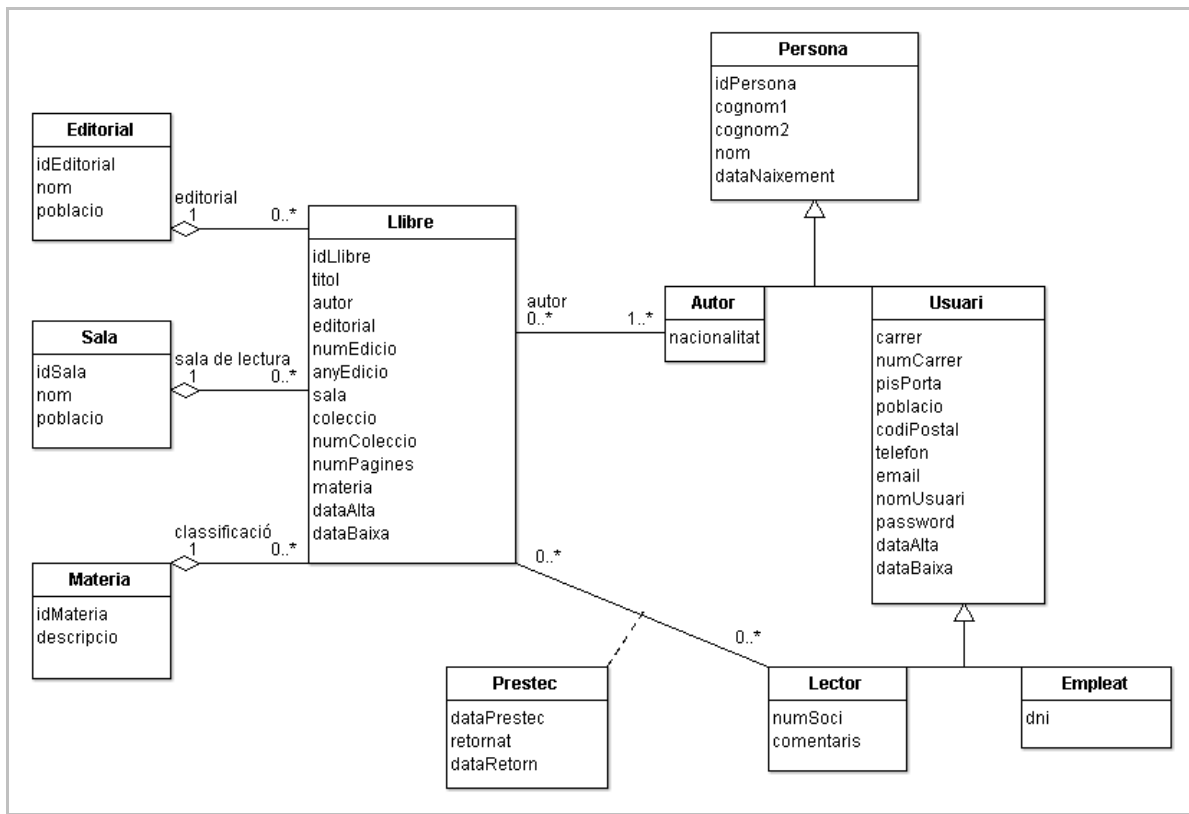 Persona
idPersona
cognom1
cognom2
nom
dataNaixement
Editorial
idEditorial
nom
poblacio
editorial
1
0..*
Llibre
idLlibre
titol
autor
editorial
numEdicio
anyEdicio
sala
coleccio
numColeccio
numPagines
materia
dataAlta
dataBaixa
autor
0..*
1..*
Autor
nacionalitat
Usuari
carrer
numCarrer
pisPorta
poblacio
codiPostal
telefon
email
nomUsuari
password
dataAlta
dataBaixa
Sala
idSala
nom
poblacio
sala de lectura
1
0..*
classificació
1
0..*
Materia
idMateria
descripcio
0..*
0..*
Prestec
dataPrestec
retornat
dataRetorn
Lector
numSoci
comentaris
Empleat
dni